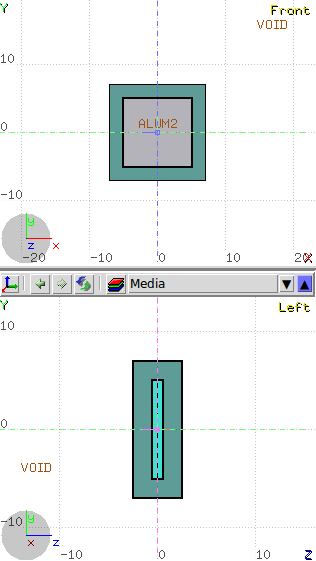 Y Front
VOID
10
0
ALWM2
-10
y
z x
-20 -10 0 10 20 X
Media
Y Left
10
0
VOID
-10
y
x z
-10 0 10 Z